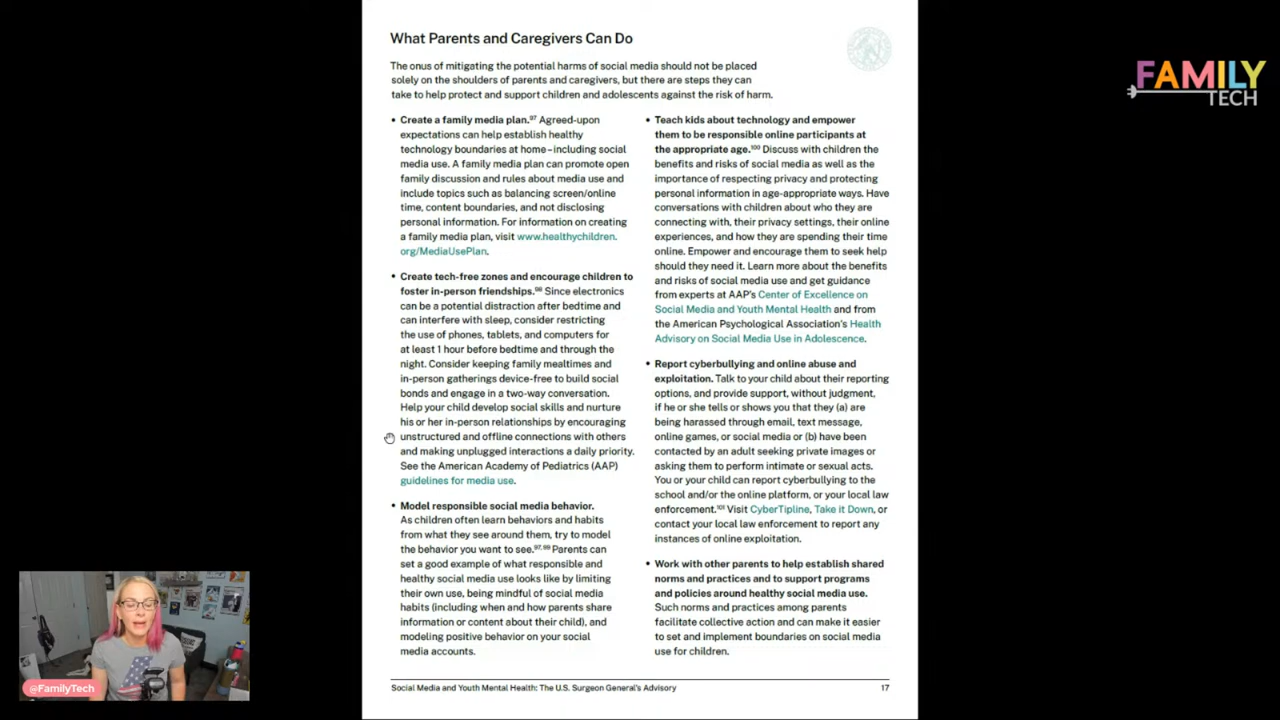 What Parents and Caregivers Can Do
The onus of mitigating the potential harms of social media should not be placed
solely on the shoulders of parents and caregivers, but there are steps they can
take to help protect and support children and adolescents against the risk of harm.
• Create a family media plan.97 Agreed-upon
expectations can help establish healthy
technology boundaries at home – including social
media use. A family media plan can promote open
family discussion and rules about media use and
include topics such as balancing screen/online
time, content boundaries, and not disclosing
personal information. For information on creating
a family media plan, visit www.healthychildren.
org/MediaUsePlan.
• Create tech-free zones and encourage children to
foster in-person friendships.98 Since electronics
can be a potential distraction after bedtime and
can interfere with sleep, consider restricting
the use of phones, tablets, and computers for
at least 1 hour before bedtime and through the
night. Consider keeping family mealtimes and
in-person gatherings device-free to build social
bonds and engage in a two-way conversation.
Help your child develop social skills and nurture
his or her in-person relationships by encouraging
unstructured and offline connections with others
and making unplugged interactions a daily priority.
See the American Academy of Pediatrics (AAP)
guidelines for media use.
• Model responsible social media behavior.
As children often learn behaviors and habits
from what they see around them, try to model
the behavior you want to see.97,99 Parents can
set a good example of what responsible and
healthy social media use looks like by limiting
their own use, being mindful of social media
habits (including when and how parents share
information or content about their child), and
modeling positive behavior on your social
media accounts.
• Teach kids about technology and empower
them to be responsible online participants at
the appropriate age.100 Discuss with children the
benefits and risks of social media as well as the
importance of respecting privacy and protecting
personal information in age-appropriate ways. Have
conversations with children about who they are
connecting with, their privacy settings, their online
experiences, and how they are spending their time
online. Empower and encourage them to seek help
should they need it. Learn more about the benefits
and risks of social media use and get guidance
from experts at AAP's Center of Excellence on
Social Media and Youth Mental Health and from
the American Psychological Association's Health
Advisory on Social Media Use in Adolescence.
• Report cyberbullying and online abuse and
exploitation. Talk to your child about their reporting
options, and provide support, without judgment,
if he or she tells or shows you that they (a) are
being harassed through email, text message,
online games, or social media or (b) have been
contacted by an adult seeking private images or
asking them to perform intimate or sexual acts.
You or your child can report cyberbullying to the
school and/or the online platform, or your local law
enforcement.101 Visit CyberTipline, Take it Down, or
contact your local law enforcement to report any
instances of online exploitation.
• Work with other parents to help establish shared
norms and practices and to support programs
and policies around healthy social media use.
Such norms and practices among parents
facilitate collective action and can make it easier
to set and implement boundaries on social media
use for children.
Social Media and Youth Mental Health: The U.S. Surgeon General's Advisory
17
FAMILY
TECH
@FamilyTech